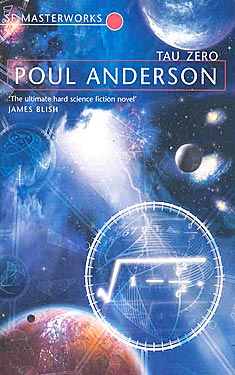 SF MASTERWORKS
TAU ZERO
POUL ANDERSON
'The ultimate hard science fiction novel'
JAMES BLISH